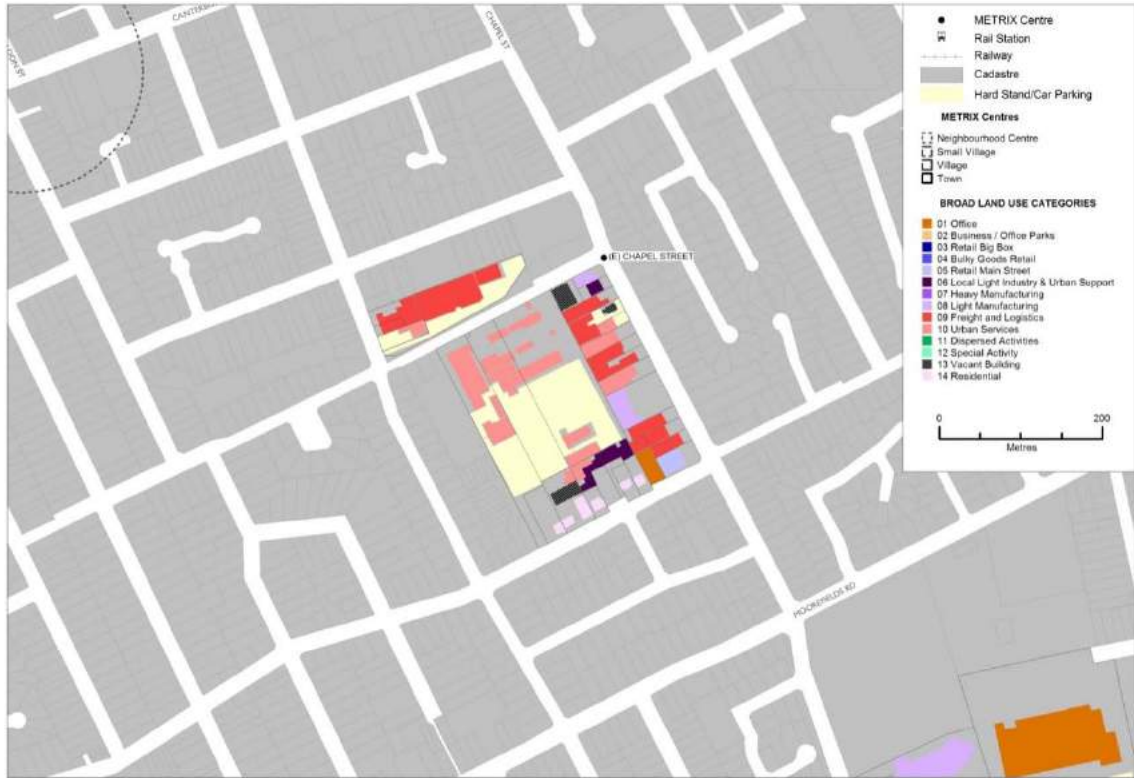 CANTERBU
CHAPEL ST
(E) CHAPEL STREET
MOOREFIELDS RD
METRIX Centre
Rail Station
Railway
Cadastre
Hard Stand/Car Parking
METRIX Centres
Neighbourhood Centre
Small Village
Village
Town
BROAD LAND USE CATEGORIES
01 Office
02 Business / Office Parks
03 Retail Big Box
04 Bulky Goods Retail
05 Retail Main Street
06 Local Light Industry & Urban Support
07 Heavy Manufacturing
08 Light Manufacturing
09 Freight and Logistics
10 Urban Services
11 Dispersed Activities
12 Special Activity
13 Vacant Building
14 Residential
0 200
Metres